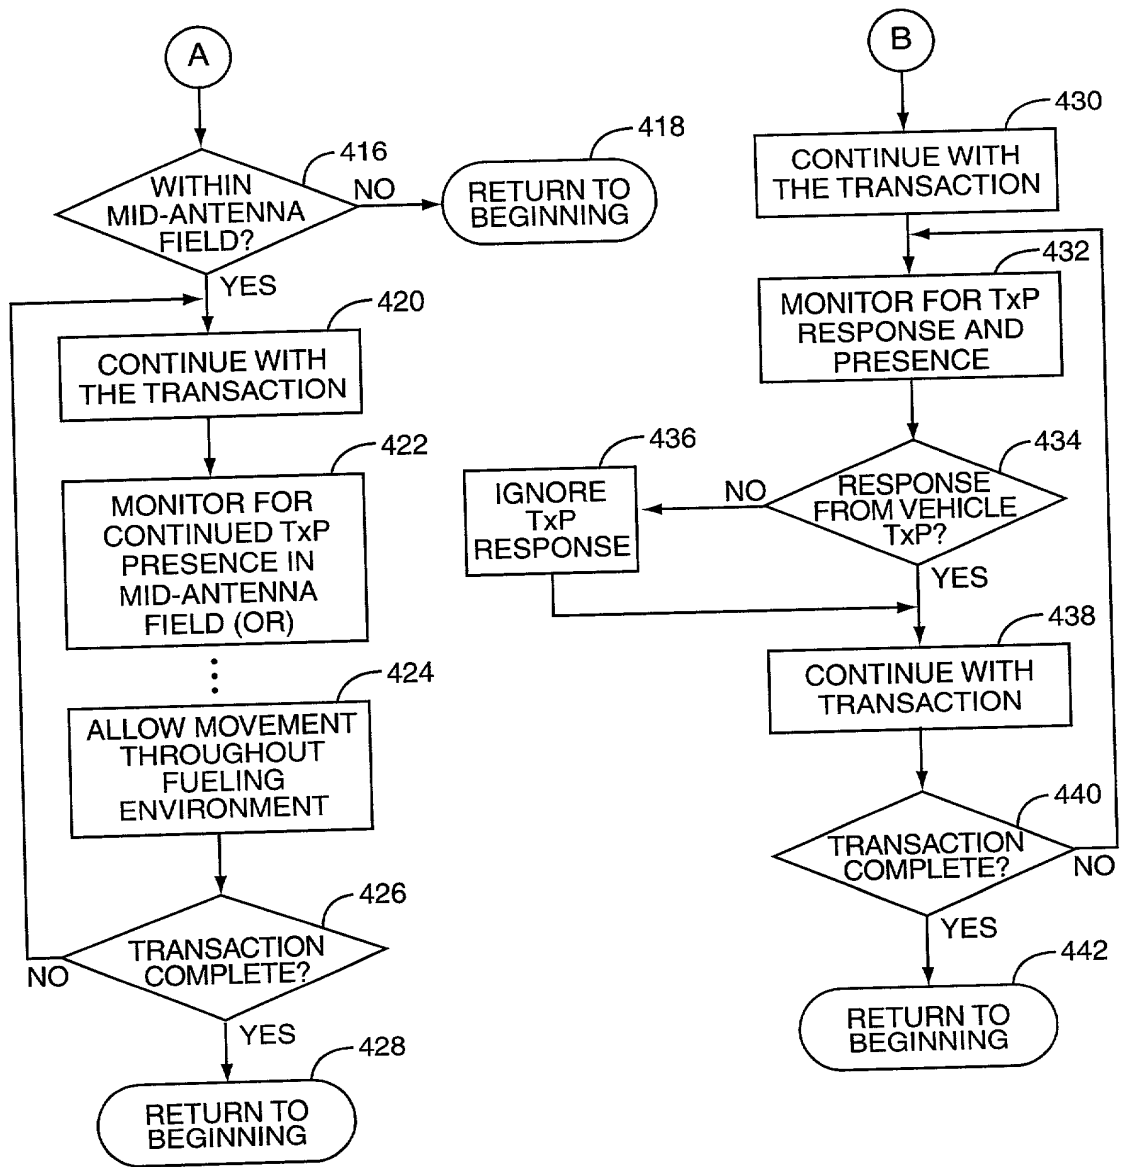 A
416
WITHIN
MID-ANTENNA
FIELD?
NO
418
RETURN TO
BEGINNING
YES
420
CONTINUE WITH
THE TRANSACTION
422
MONITOR FOR
CONTINUED TxP
PRESENCE IN
MID-ANTENNA
FIELD (OR)
424
ALLOW MOVEMENT
THROUGHOUT
FUELING
ENVIRONMENT
426
TRANSACTION
COMPLETE?
NO
YES
428
RETURN TO
BEGINNING
B
430
CONTINUE WITH
THE TRANSACTION
432
MONITOR FOR TxP
RESPONSE AND
PRESENCE
434
RESPONSE
FROM VEHICLE
TxP?
NO
436
IGNORE
TxP
RESPONSE
YES
438
CONTINUE WITH
TRANSACTION
440
TRANSACTION
COMPLETE?
NO
YES
442
RETURN TO
BEGINNING